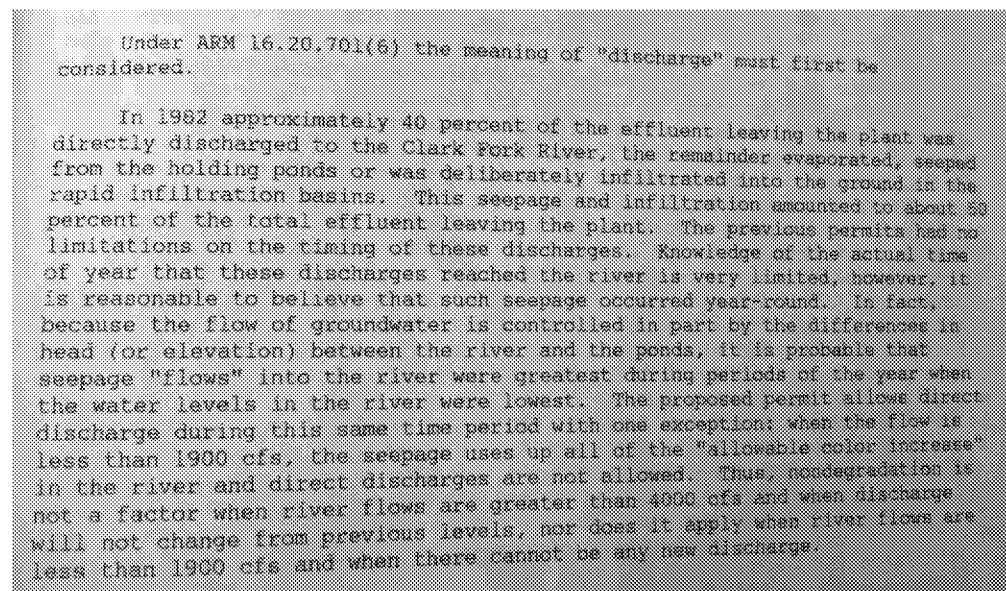 Under ARM 16.20.701(6) the meaning of "discharge" must first be
considered.
In 1982 approximately 40 percent of the effluent leaving the plant was
directly discharged to the Clark Fork River, the remainder evaporated, seeped
from the holding ponds or was deliberately infiltrated into the ground in the
rapid infiltration basins. This seepage and infiltration amounted to about
percent of the total effluent leaving the plant. The previous permits had no
limitations on the timing of these discharges. Knowledge of the actual time
of year that these discharges reached the river is very limited, however, it
is reasonable to believe that such seepage occurred year-round. In fact,
because the flow of groundwater is controlled in part by the differences in
head (or elevation) between the river and the ponds, it is probable that
seepage "flows" into the river were greatest during periods of the year when
the water levels in the river were lowest. The proposed permit allows direct
discharge during this same time period with one exception: when the flow is
less than 1900 cfs, the seepage uses up all of the "allowable color increase"
in the river and direct discharges are not allowed. Thus, nondegradation is
not a factor when river flows are greater than 4000 cfs and when discharge
will not change from previous levels, nor does it apply when river flows are
less than 1900 cfs and when there cannot be any new discharge.